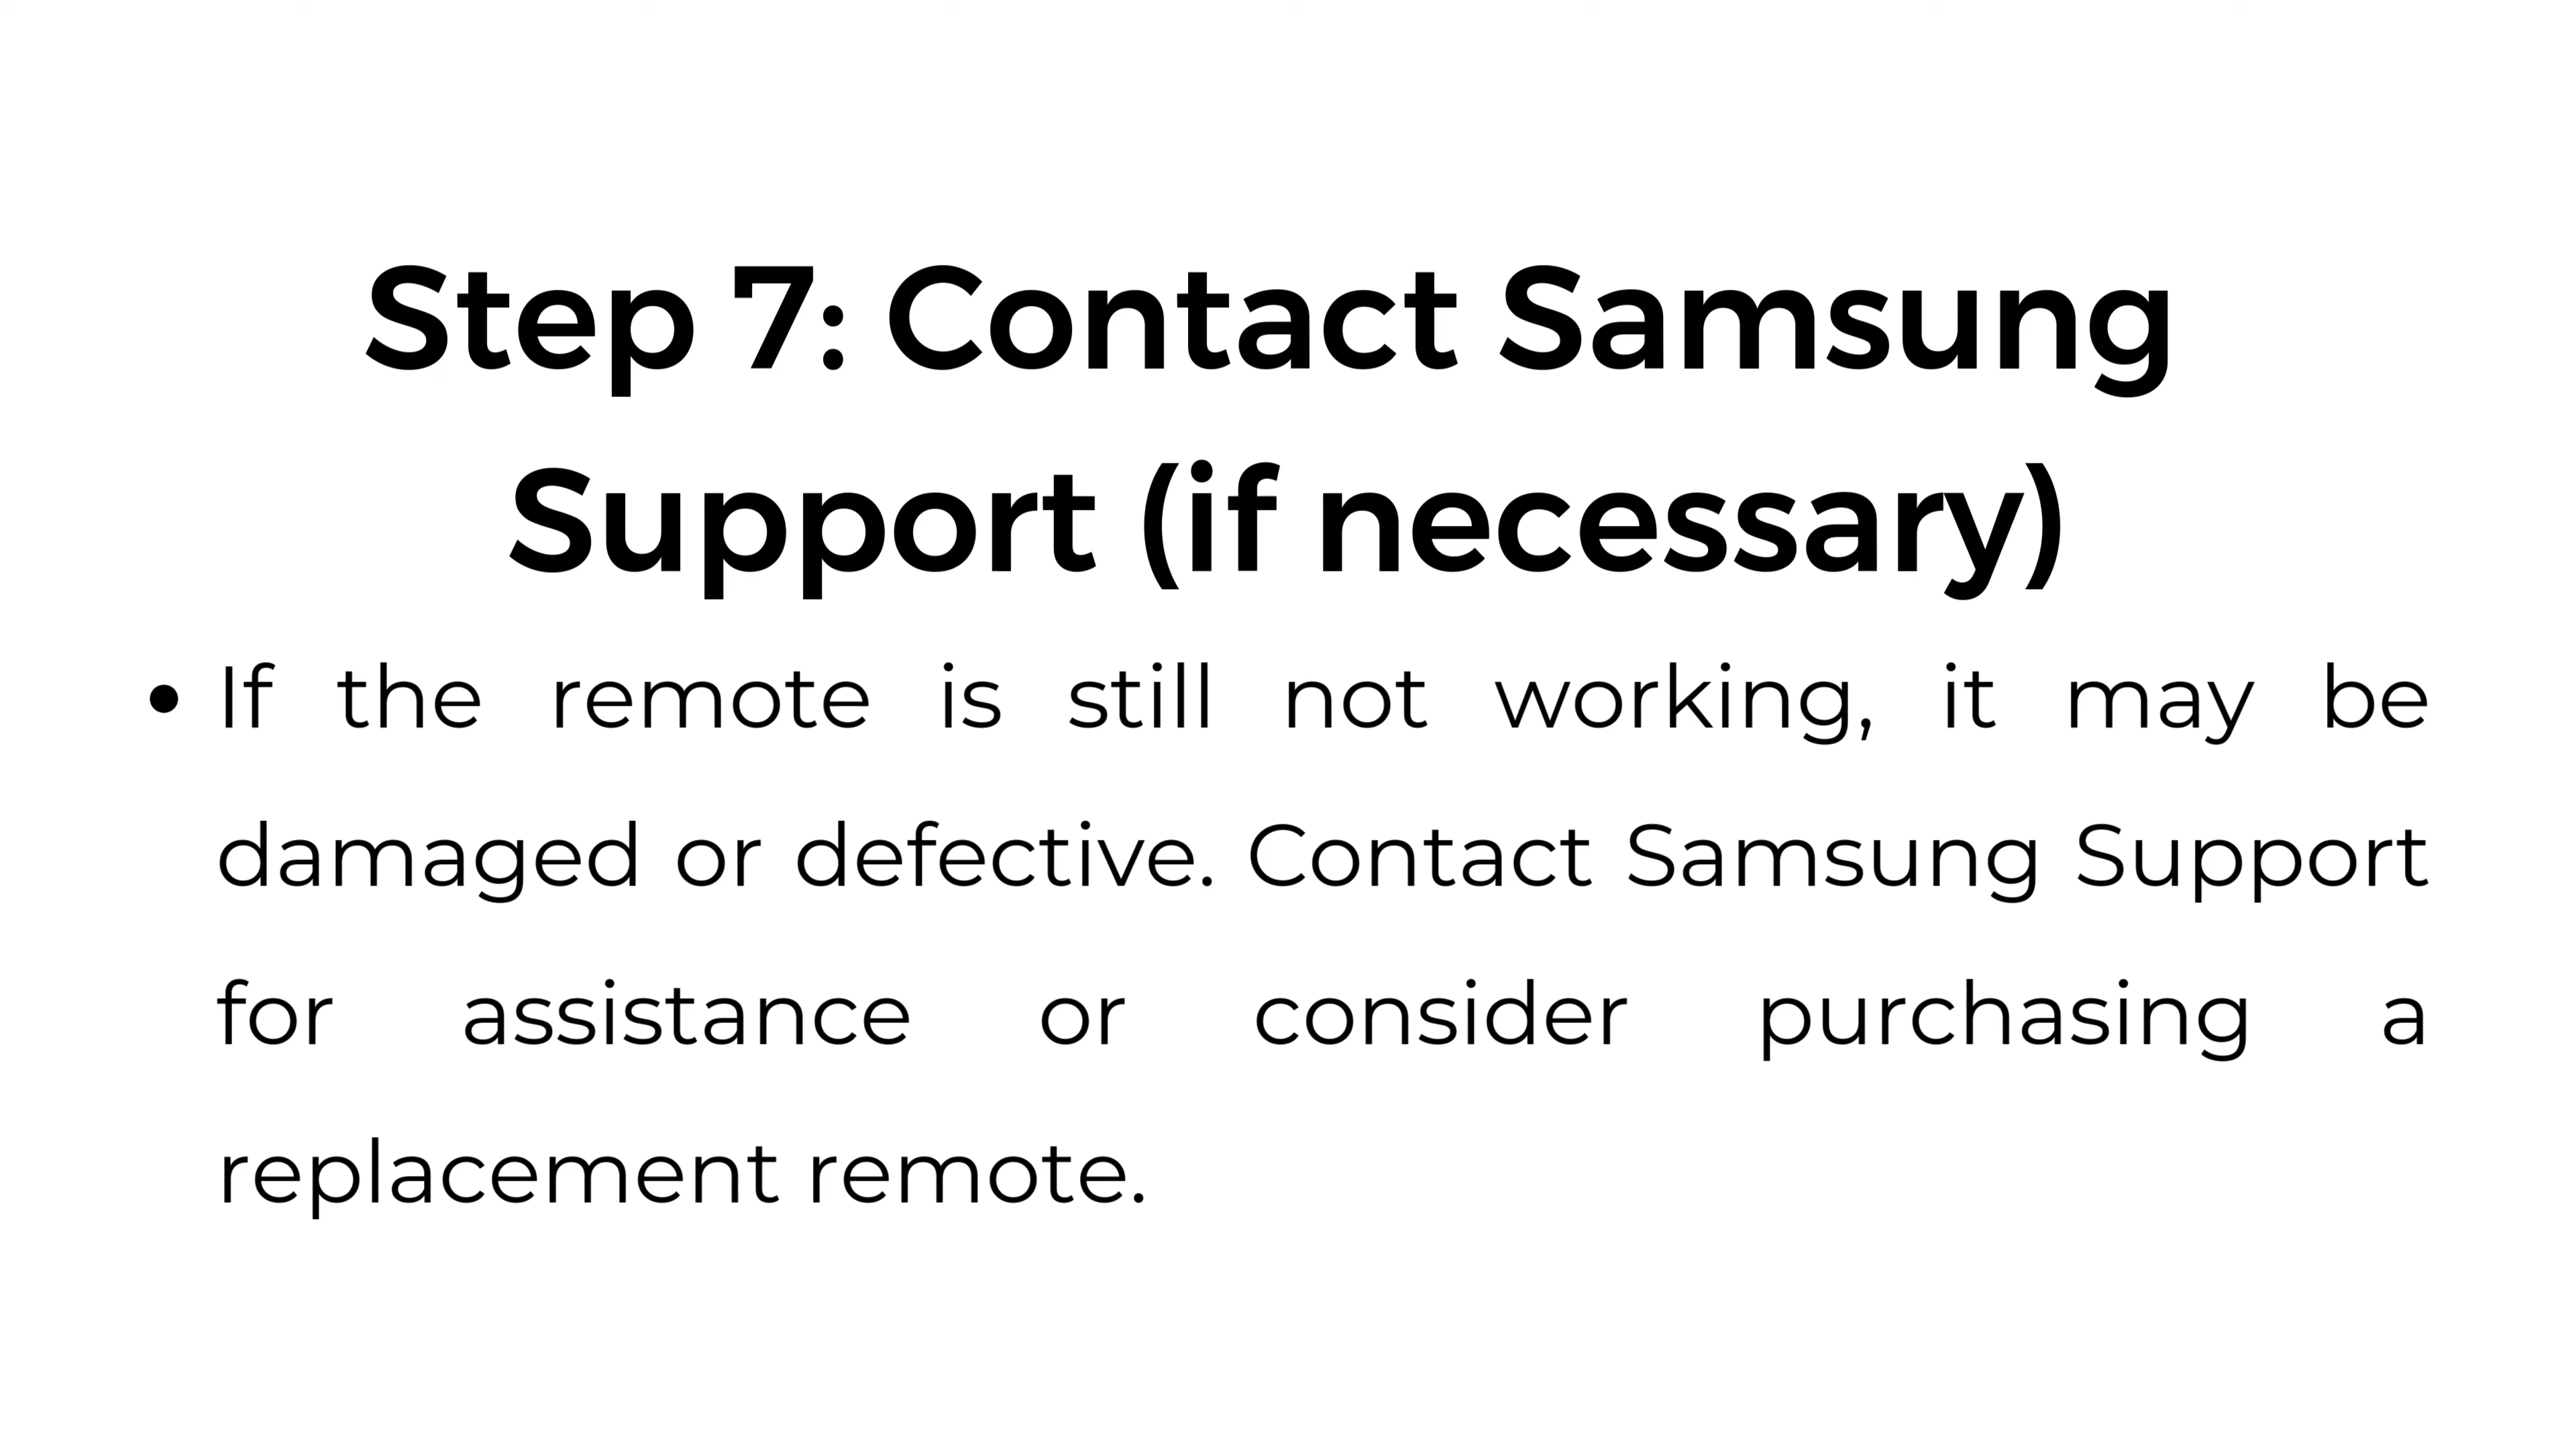 Step 7: Contact Samsung
Support (if necessary)
• If the remote is still not working, it may be
damaged or defective. Contact Samsung Support
for assistance or consider purchasing a
replacement remote.